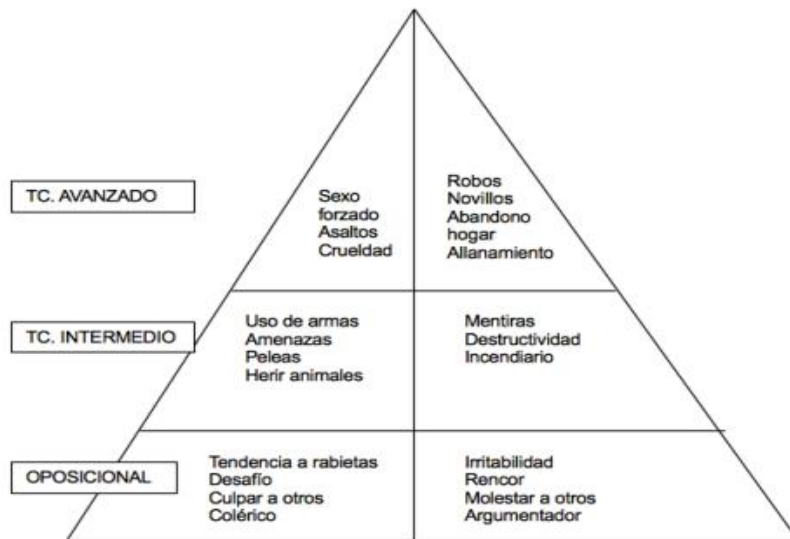 TC. AVANZADO
Sexo
forzado
Asaltos
Crueldad
Robos
Novillos
Abandono
hogar
Allanamiento
TC. INTERMEDIO
Uso de armas
Amenazas
Peleas
Herir animales
Mentiras
Destructividad
Incendiario
OPOSICIONAL
Tendencia a rabietas
Desafío
Culpar a otros
Colérico
Irritabilidad
Rencor
Molestar a otros
Argumentador